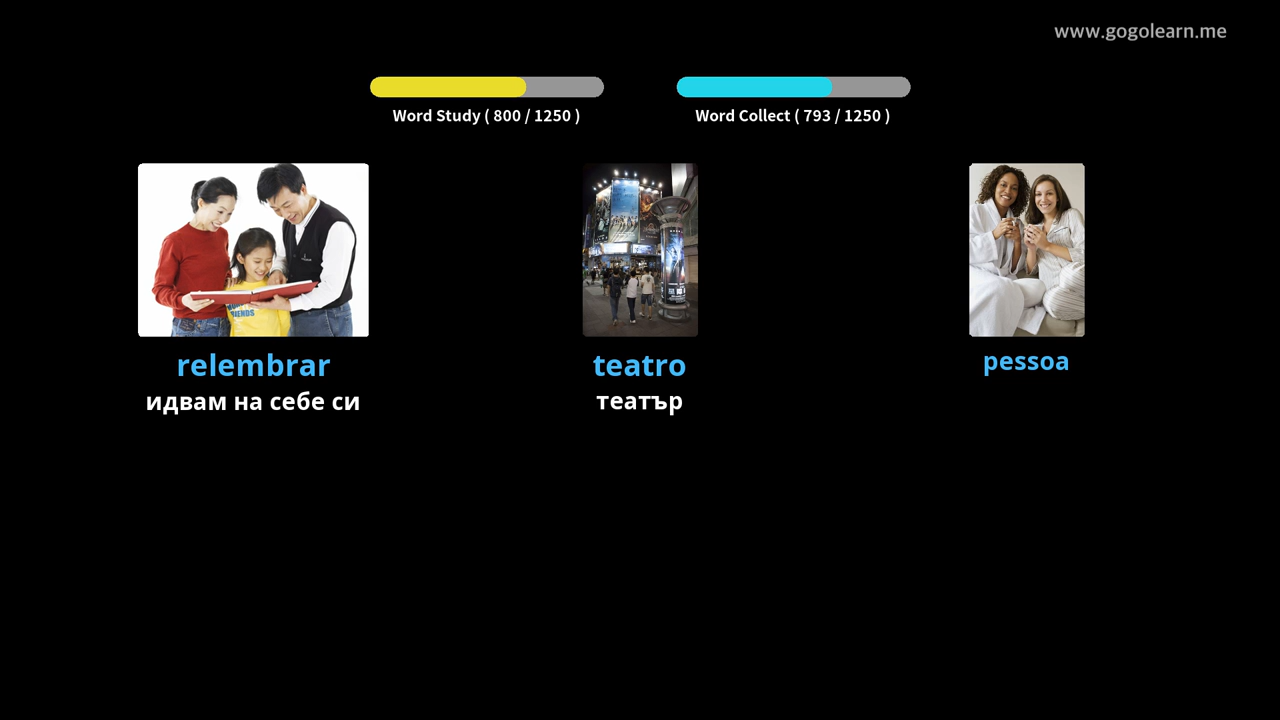 www.gogolearn.me
Word Study ( 800 / 1250 )
Word Collect ( 793 / 1250 )
relembrar
идвам на себе си
teatro
театър
pessoa